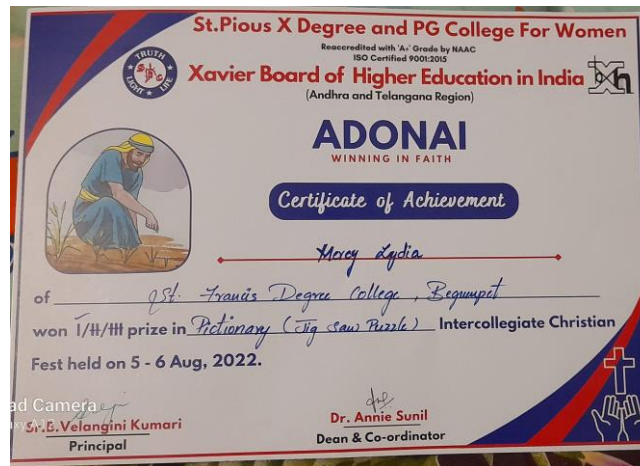 St.Pious X Degree and PG College For Women
Reaccredited with 'A+' Grade by NAAC
ISO Certified 9001:2015
TRUTH
LIGHT
LIFE
Xavier Board of Higher Education in India
(Andhra and Telangana Region)
ADONAI
WINNING IN FAITH
Certificate of Achievement
Mercy Lydia
of St. Francis Degree College, Begumpet
won I/II/III prize in Pictionary (Jig saw Puzzle) Intercollegiate Christian
Fest held on 5 - 6 Aug, 2022.
ad Camera
Sr.B.Velangini Kumari
Principal
Dr. Annie Sunil
Dean & Co-ordinator